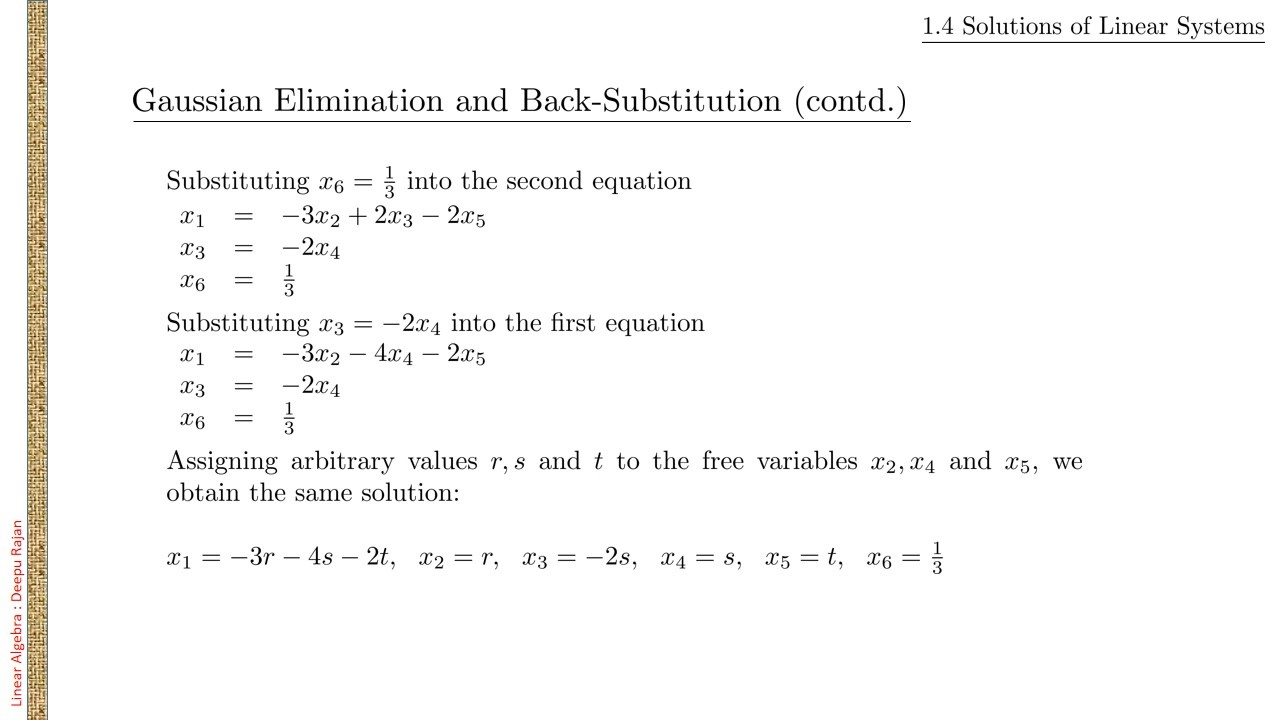 1.4 Solutions of Linear Systems
Gaussian Elimination and Back-Substitution (contd.)
Substituting x₆ = 1/3 into the second equation
x₁ = −3x₂ + 2x₃ − 2x₅
x₃ = −2x₄
x₆ = 1/3
Substituting x₃ = −2x₄ into the first equation
x₁ = −3x₂ − 4x₄ − 2x₅
x₃ = −2x₄
x₆ = 1/3
Assigning arbitrary values r, s and t to the free variables x₂, x₄ and x₅, we
obtain the same solution:
x₁ = −3r − 4s − 2t, x₂ = r, x₃ = −2s, x₄ = s, x₅ = t, x₆ = 1/3
Linear Algebra : Deepu Rajan